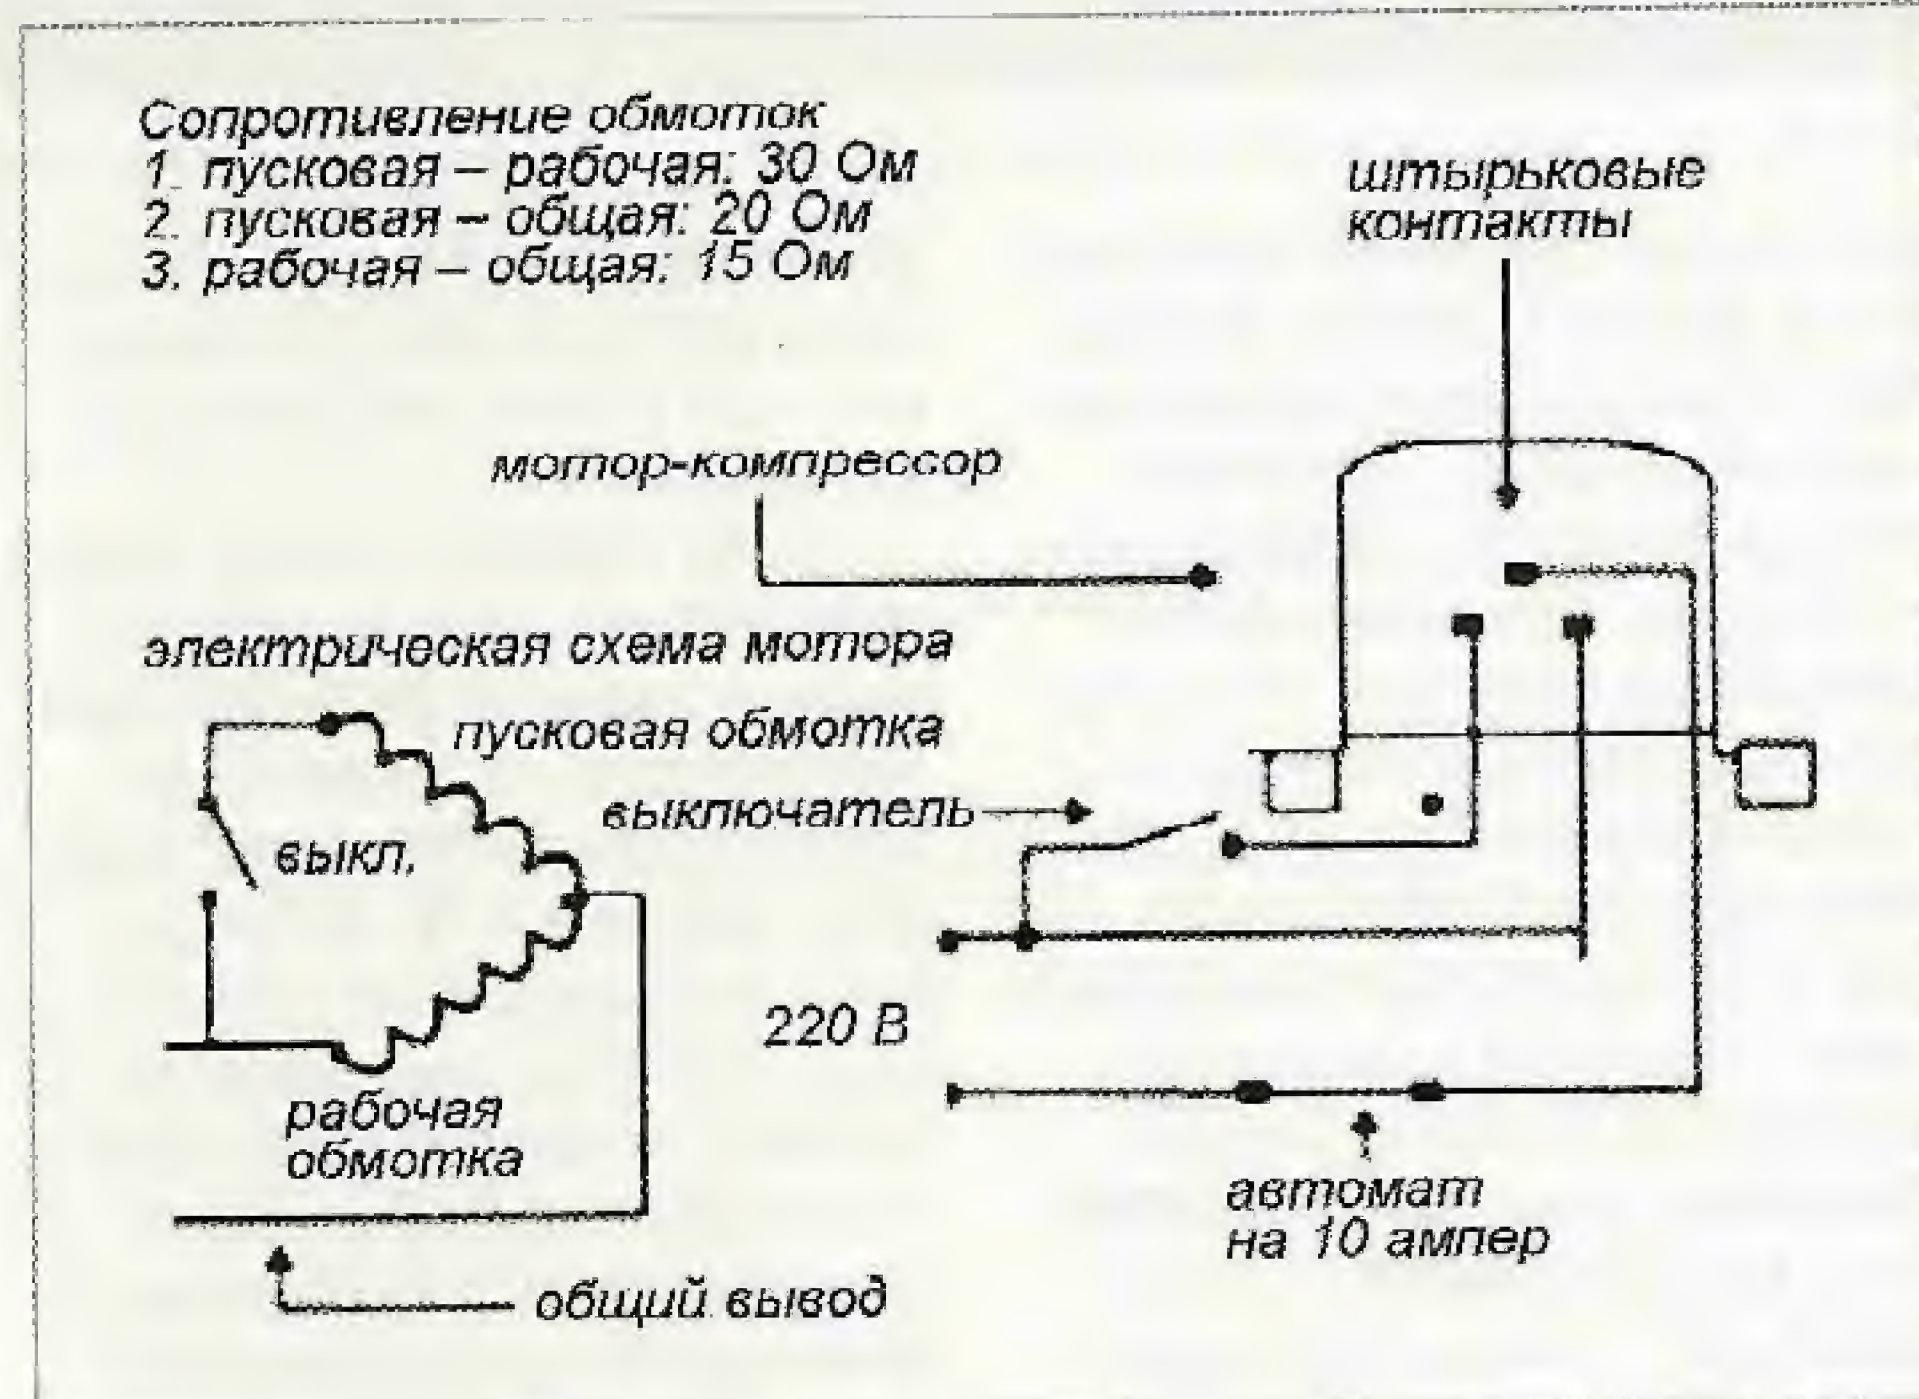 Сопротивление обмоток
1. пусковая – рабочая: 30 Ом
2. пусковая – общая: 20 Ом
3. рабочая – общая: 15 Ом
штырьковые
контакты
мотор-компрессор
электрическая схема мотора
пусковая обмотка
выключатель
выкл.
220 В
рабочая
обмотка
автомат
на 10 ампер
общий вывод